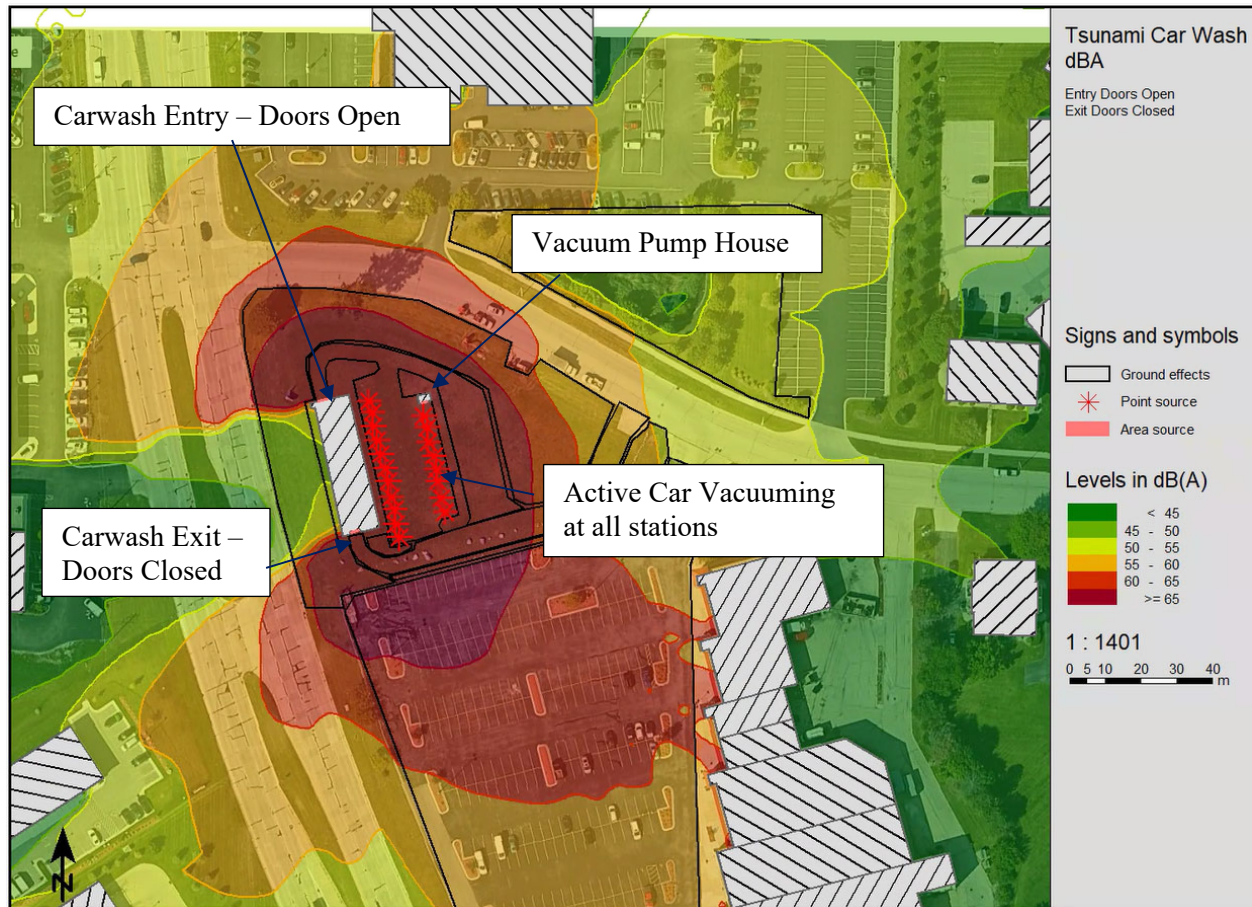 Tsunami Car Wash
dBA
Entry Doors Open
Exit Doors Closed
Carwash Entry – Doors Open
Vacuum Pump House
Active Car Vacuuming
at all stations
Carwash Exit –
Doors Closed
Signs and symbols
Ground effects
Point source
Area source
Levels in dB(A)
< 45
45 - 50
50 - 55
55 - 60
60 - 65
>= 65
1 : 1401
0 5 10 20 30 40
m
N